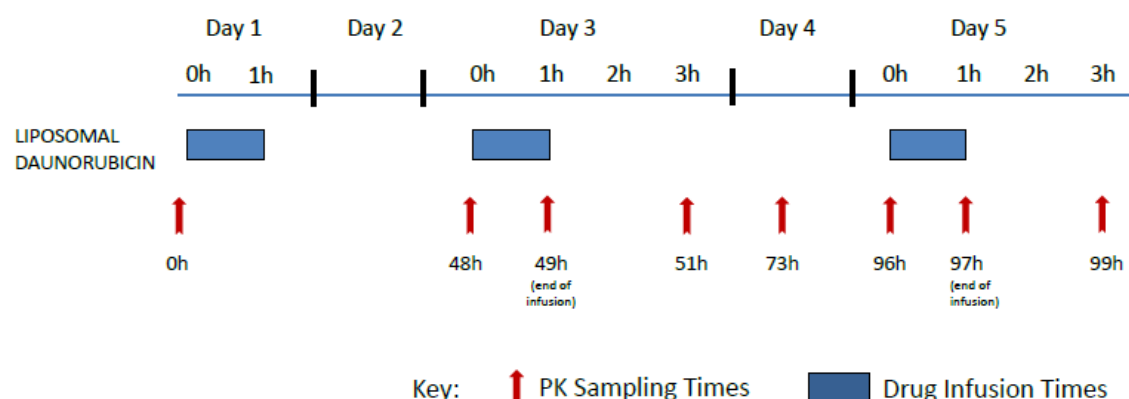 Day 1 Day 2 Day 3 Day 4 Day 5
0h 1h 0h 1h 2h 3h 0h 1h 2h 3h
LIPOSOMAL
DAUNORUBICIN
0h 48h 49h 51h 73h 96h 97h 99h
(end of (end of
infusion) infusion)
Key: PK Sampling Times Drug Infusion Times